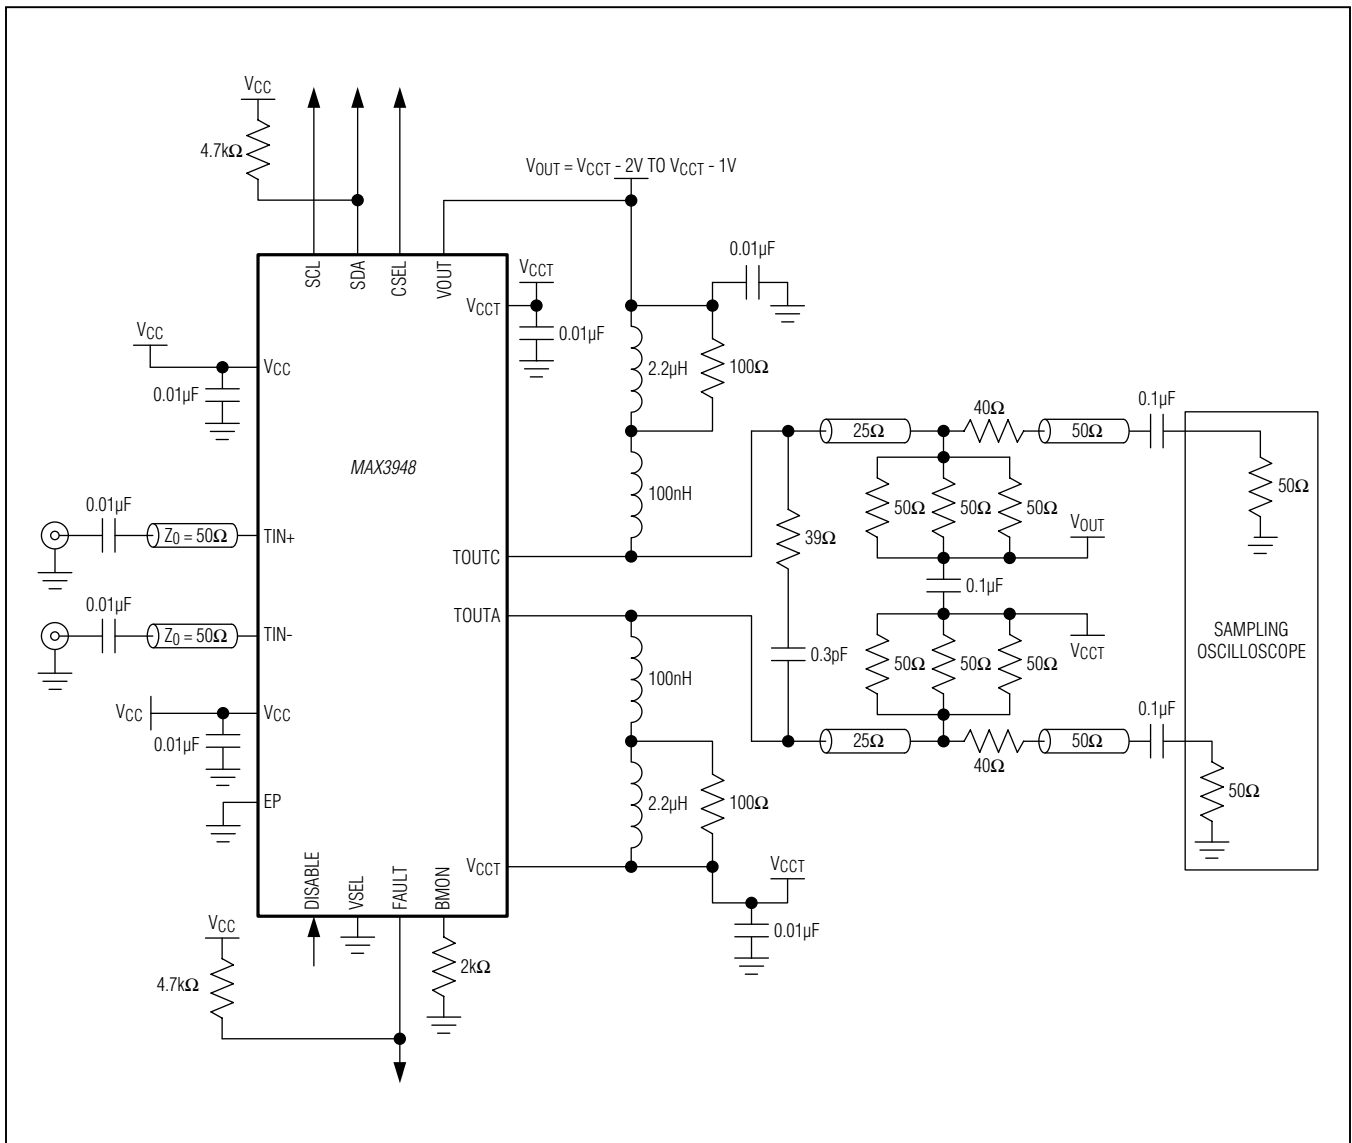 VCC
4.7kΩ
VOUT = VCCT - 2V TO VCCT - 1V
0.01µF
SCL
SDA
CSEL
VOUT
VCCT
VCCT
0.01µF
VCC
VCC
0.01µF
2.2µH
100Ω
MAX3948
100nH
25Ω
40Ω
50Ω
0.1µF
50Ω
50Ω
50Ω
50Ω
VOUT
0.01µF
Z0 = 50Ω
TIN+
TOUTC
39Ω
0.1µF
0.01µF
Z0 = 50Ω
TIN-
TOUTA
100nH
0.3pF
50Ω
50Ω
50Ω
VCCT
SAMPLING
OSCILLOSCOPE
VCC
VCC
0.01µF
25Ω
40Ω
50Ω
0.1µF
50Ω
2.2µH
100Ω
EP
VCCT
VCCT
0.01µF
DISABLE
VSEL
FAULT
BMON
VCC
4.7kΩ
2kΩ